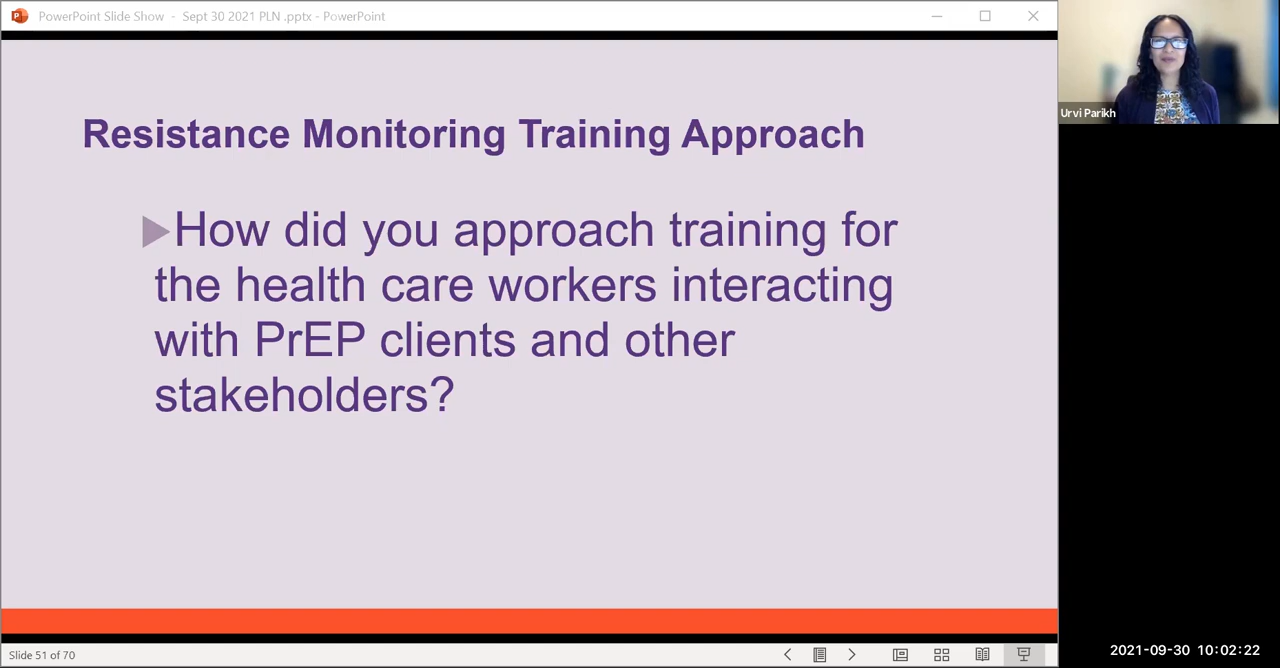 PowerPoint Slide Show - Sept 30 2021 PLN .pptx - PowerPoint
Urvi Parikh
Resistance Monitoring Training Approach
How did you approach training for
the health care workers interacting
with PrEP clients and other
stakeholders?
Slide 51 of 70
2021-09-30 10:02:22